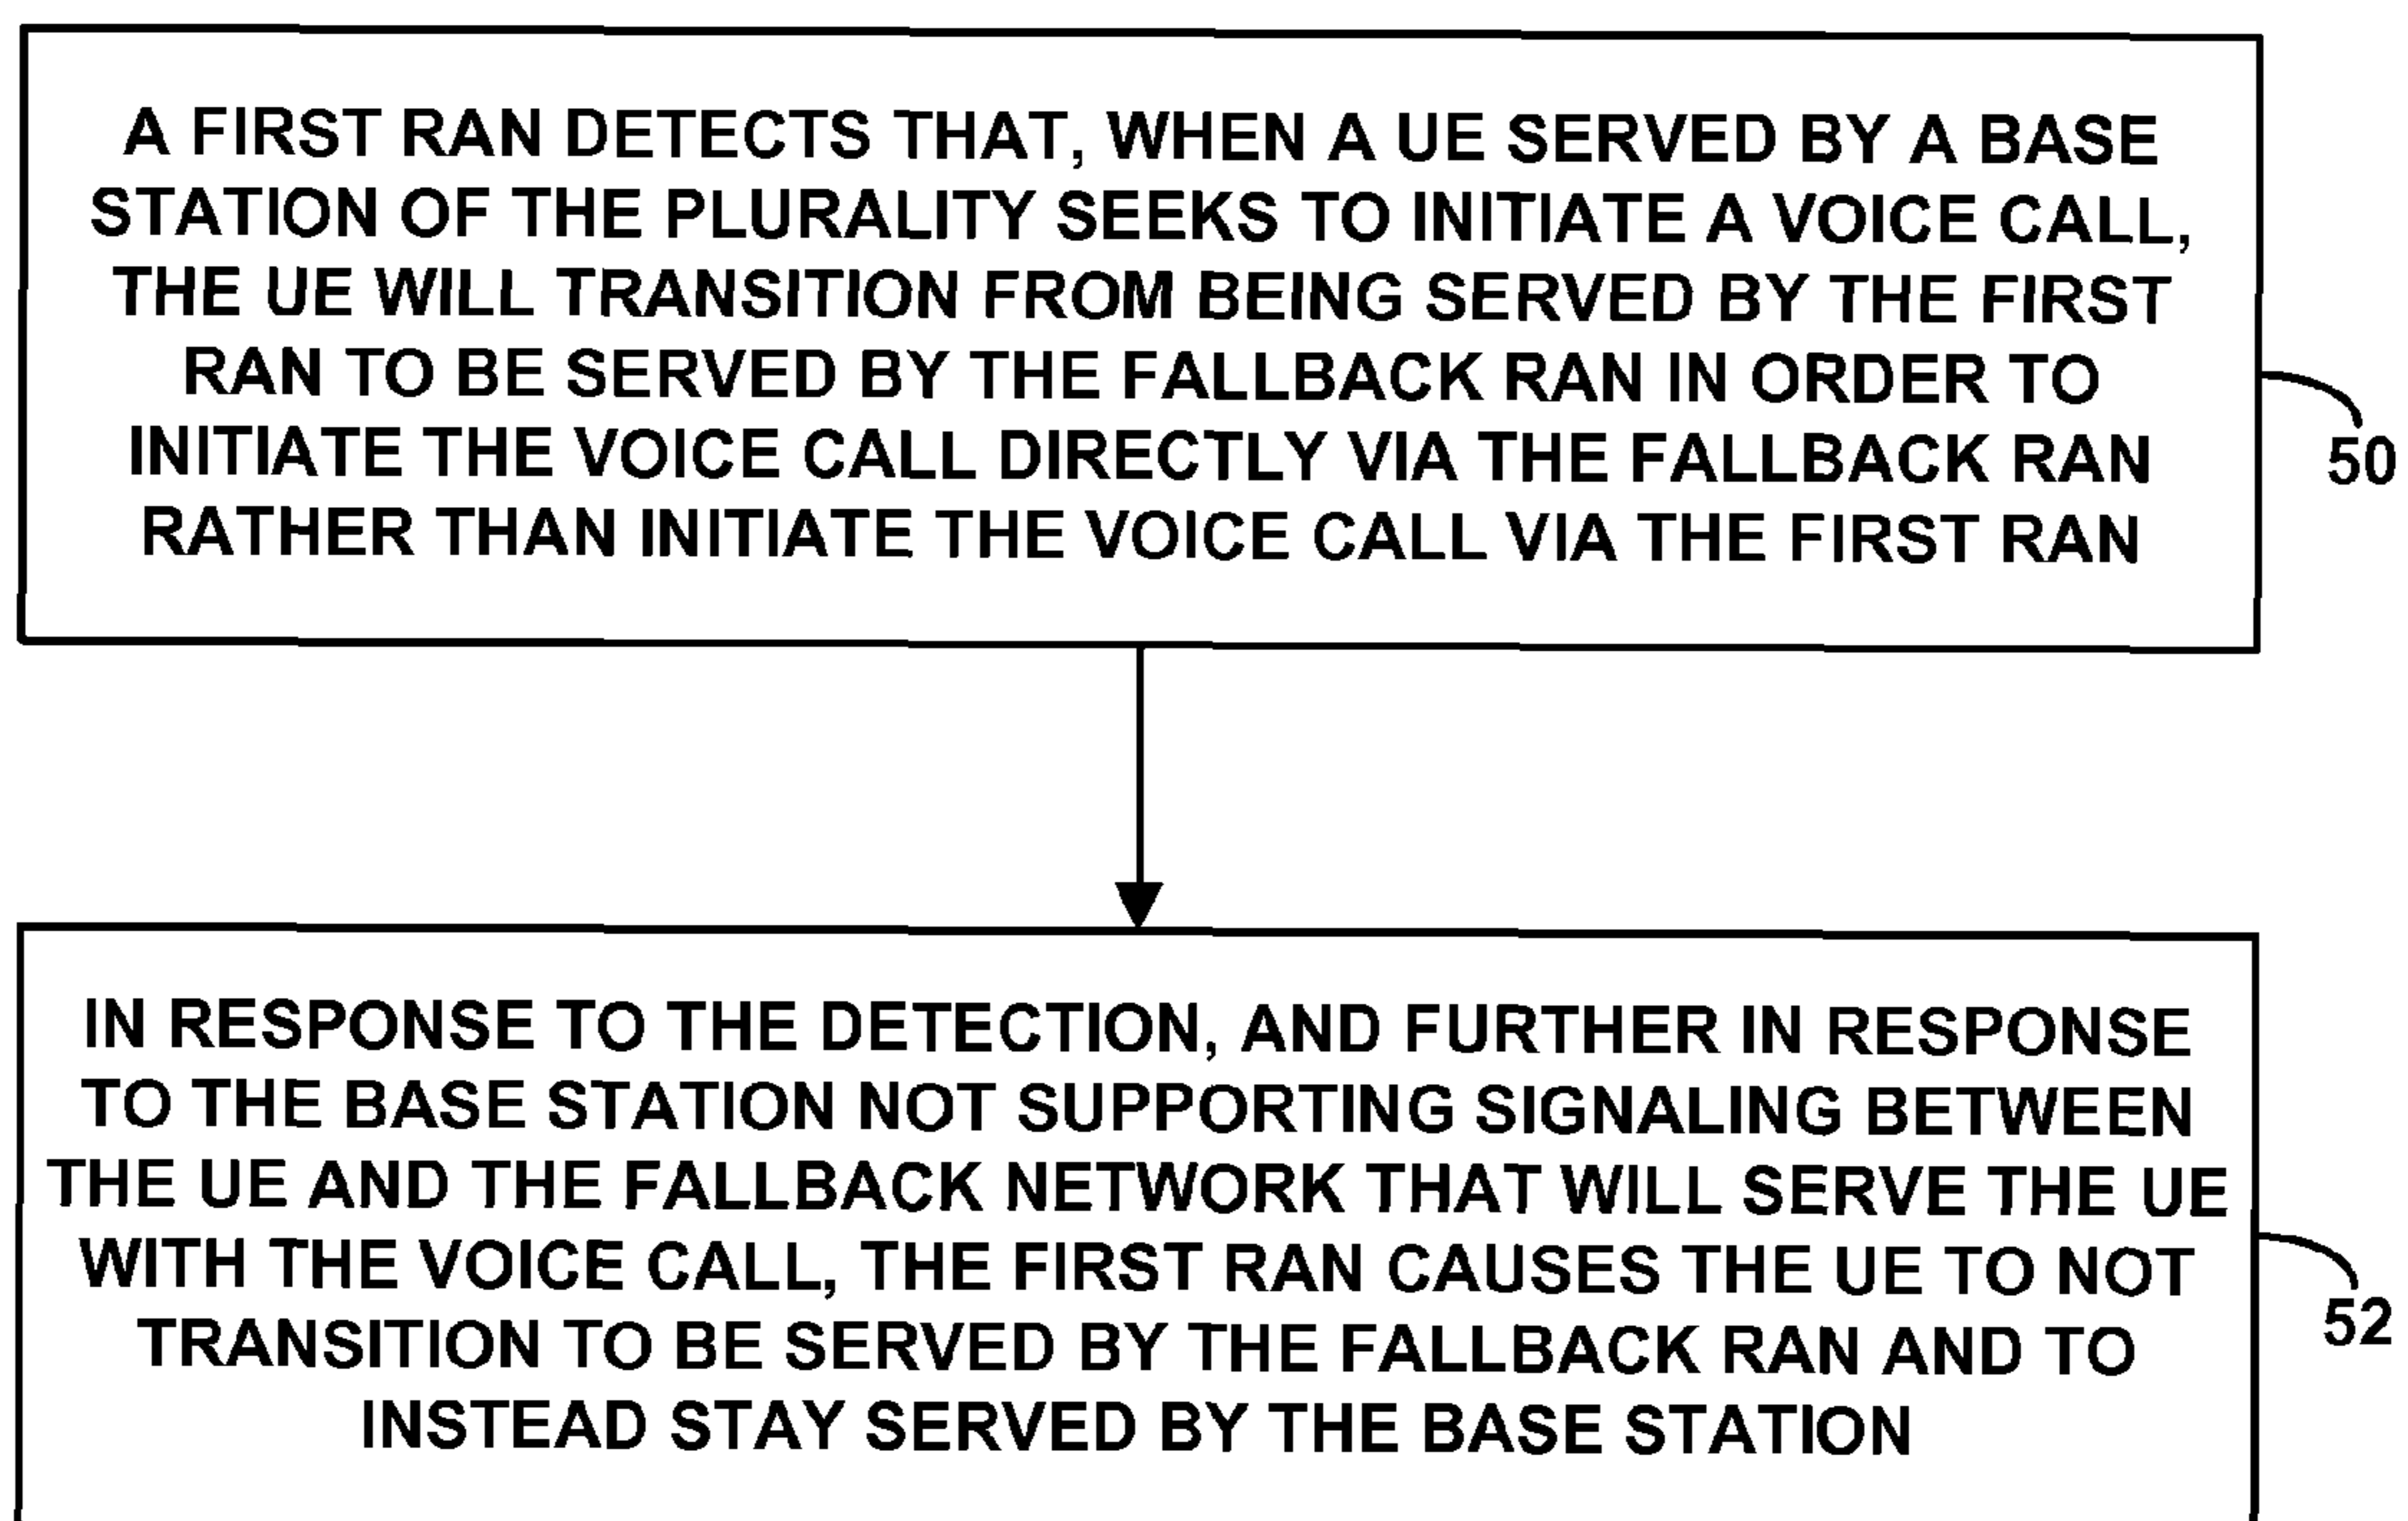 A FIRST RAN DETECTS THAT, WHEN A UE SERVED BY A BASE
STATION OF THE PLURALITY SEEKS TO INITIATE A VOICE CALL,
THE UE WILL TRANSITION FROM BEING SERVED BY THE FIRST
RAN TO BE SERVED BY THE FALLBACK RAN IN ORDER TO
INITIATE THE VOICE CALL DIRECTLY VIA THE FALLBACK RAN
RATHER THAN INITIATE THE VOICE CALL VIA THE FIRST RAN
50
IN RESPONSE TO THE DETECTION, AND FURTHER IN RESPONSE
TO THE BASE STATION NOT SUPPORTING SIGNALING BETWEEN
THE UE AND THE FALLBACK NETWORK THAT WILL SERVE THE UE
WITH THE VOICE CALL, THE FIRST RAN CAUSES THE UE TO NOT
TRANSITION TO BE SERVED BY THE FALLBACK RAN AND TO
INSTEAD STAY SERVED BY THE BASE STATION
52